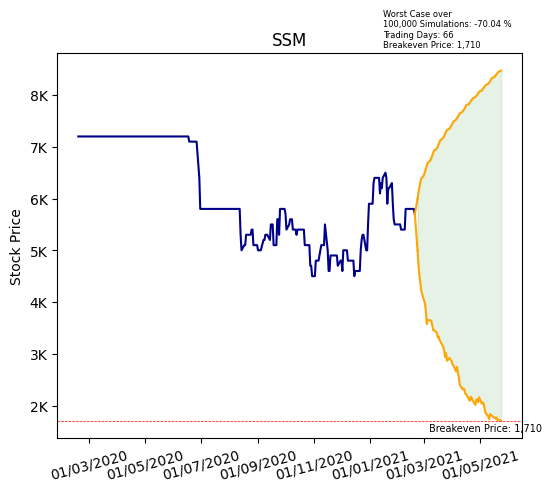 Worst Case over
100,000 Simulations: -70.04 %
Trading Days: 66
Breakeven Price: 1,710
SSM
Stock Price
8K
7K
6K
5K
4K
3K
2K
Breakeven Price: 1,710
01/03/2020
01/05/2020
01/07/2020
01/09/2020
01/11/2020
01/01/2021
01/03/2021
01/05/2021